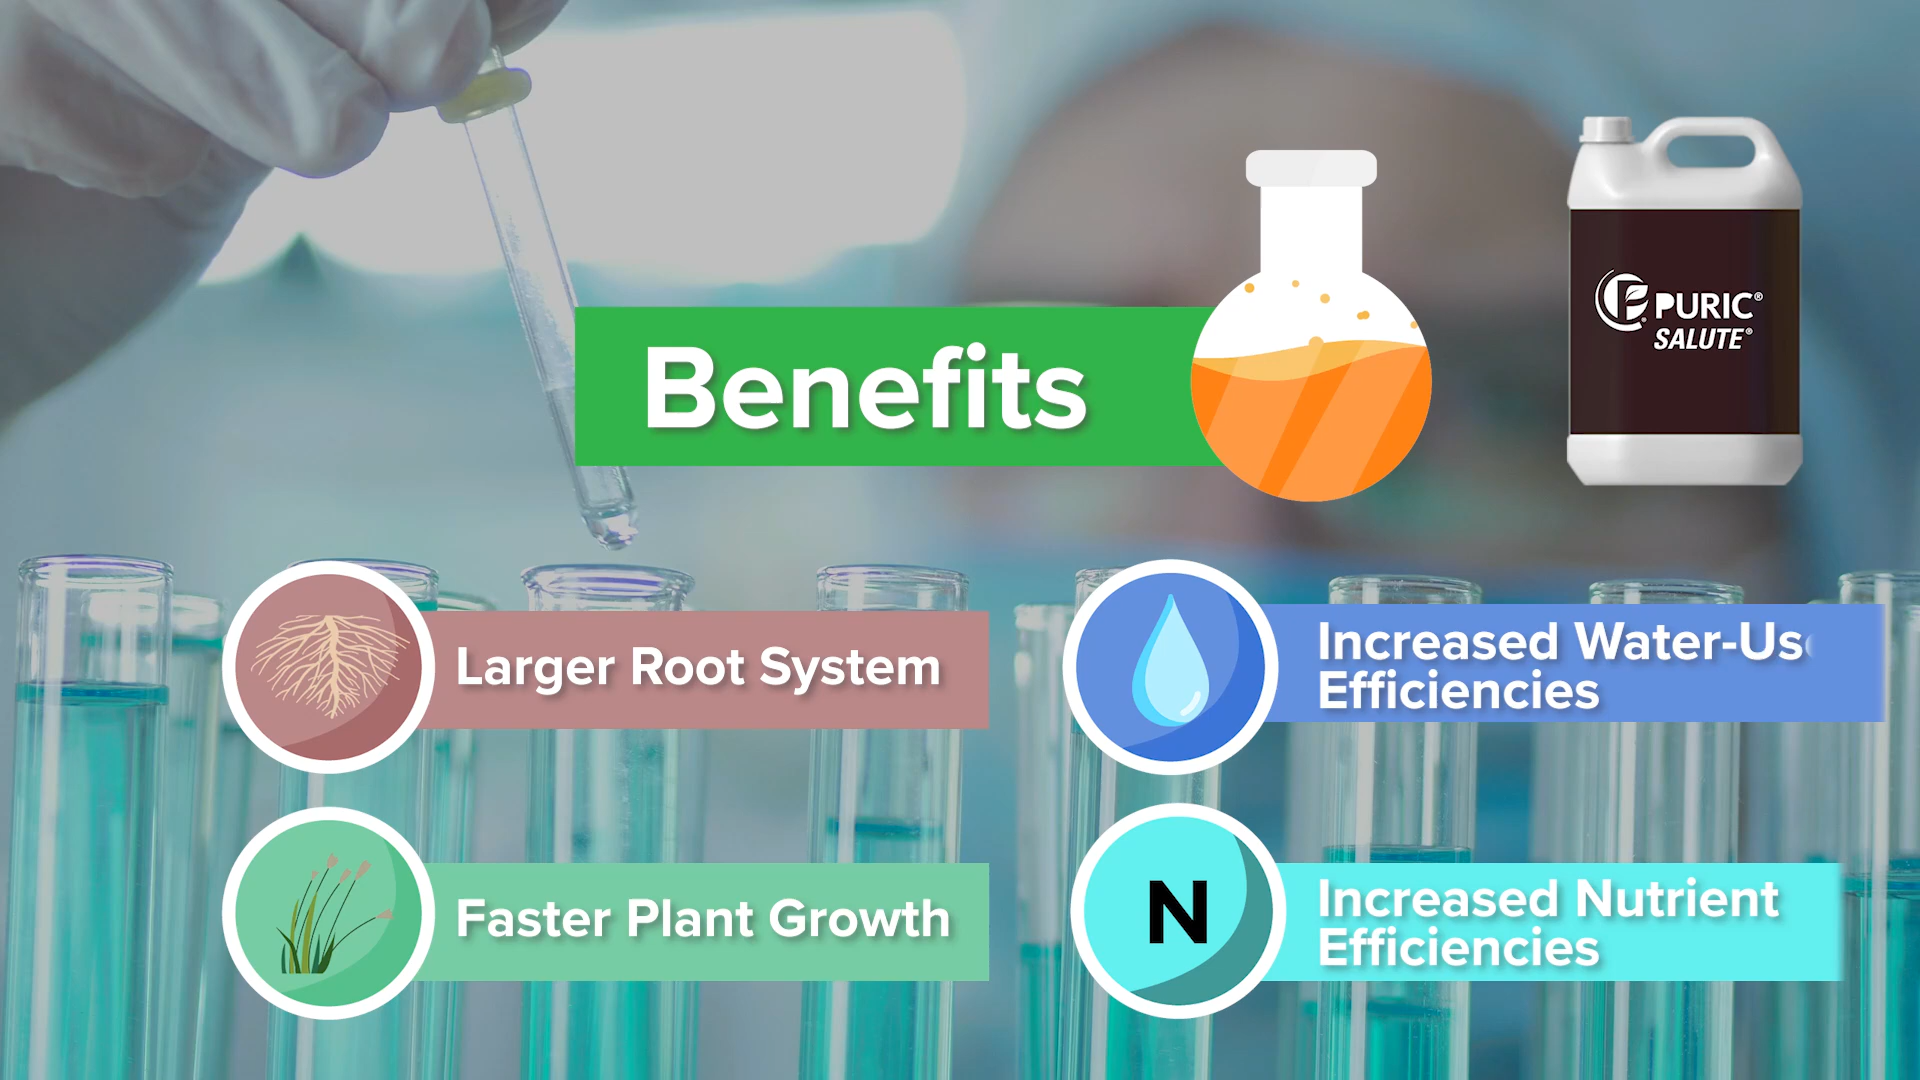 Benefits
PURIC®
SALUTE®
Larger Root System
Increased Water-Us
Efficiencies
Faster Plant Growth
N
Increased Nutrient
Efficiencies